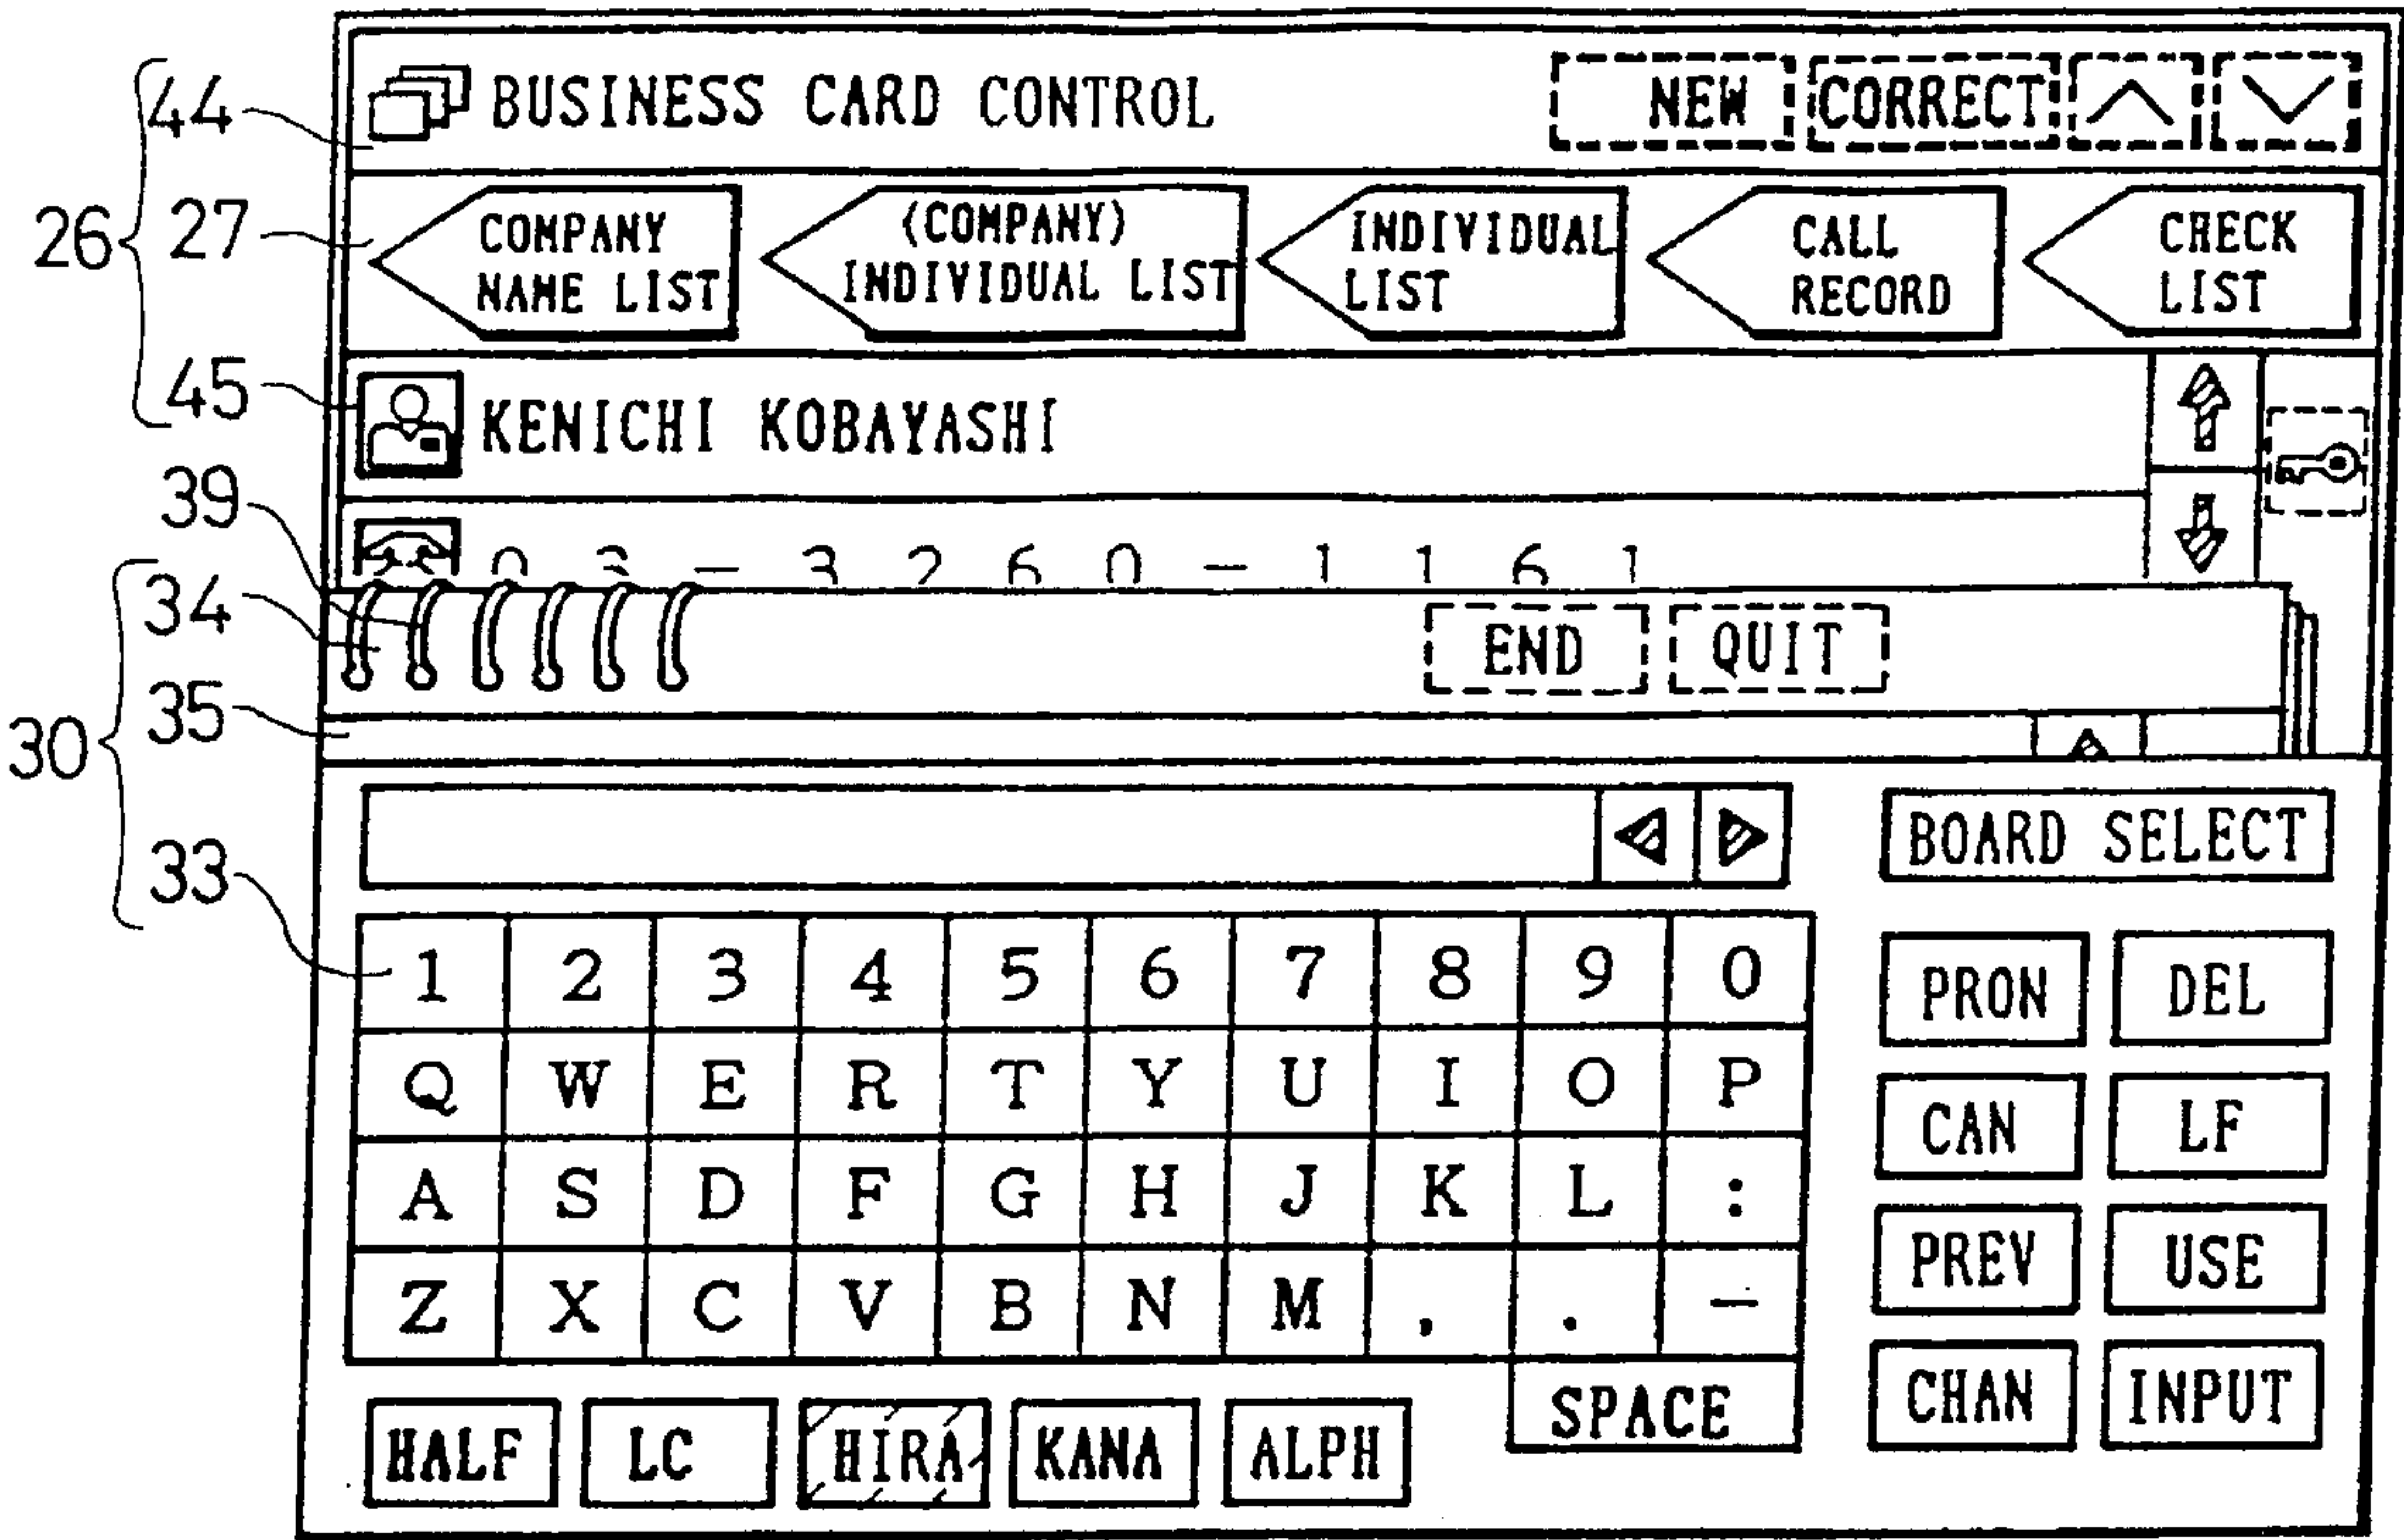 44 BUSINESS CARD CONTROL NEW CORRECT
26 27 COMPANY NAME LIST (COMPANY) INDIVIDUAL LIST INDIVIDUAL LIST CALL RECORD CHECK LIST
45 KENICHI KOBAYASHI
39 03-3260-1161
34 END QUIT
30 35
BOARD SELECT
33 1 2 3 4 5 6 7 8 9 0 PRON DEL
Q W E R T Y U I O P CAN LF
A S D F G H J K L : PREV USE
Z X C V B N M , . — CHAN INPUT
SPACE
HALF LC HIRA KANA ALPH